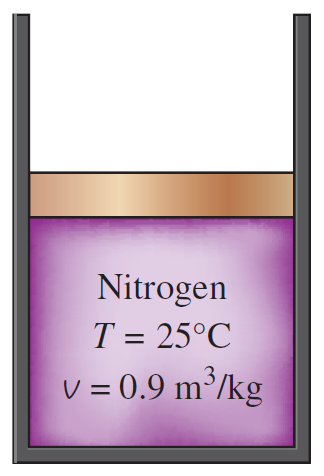 Nitrogen
T = 25°C
v = 0.9 m³/kg